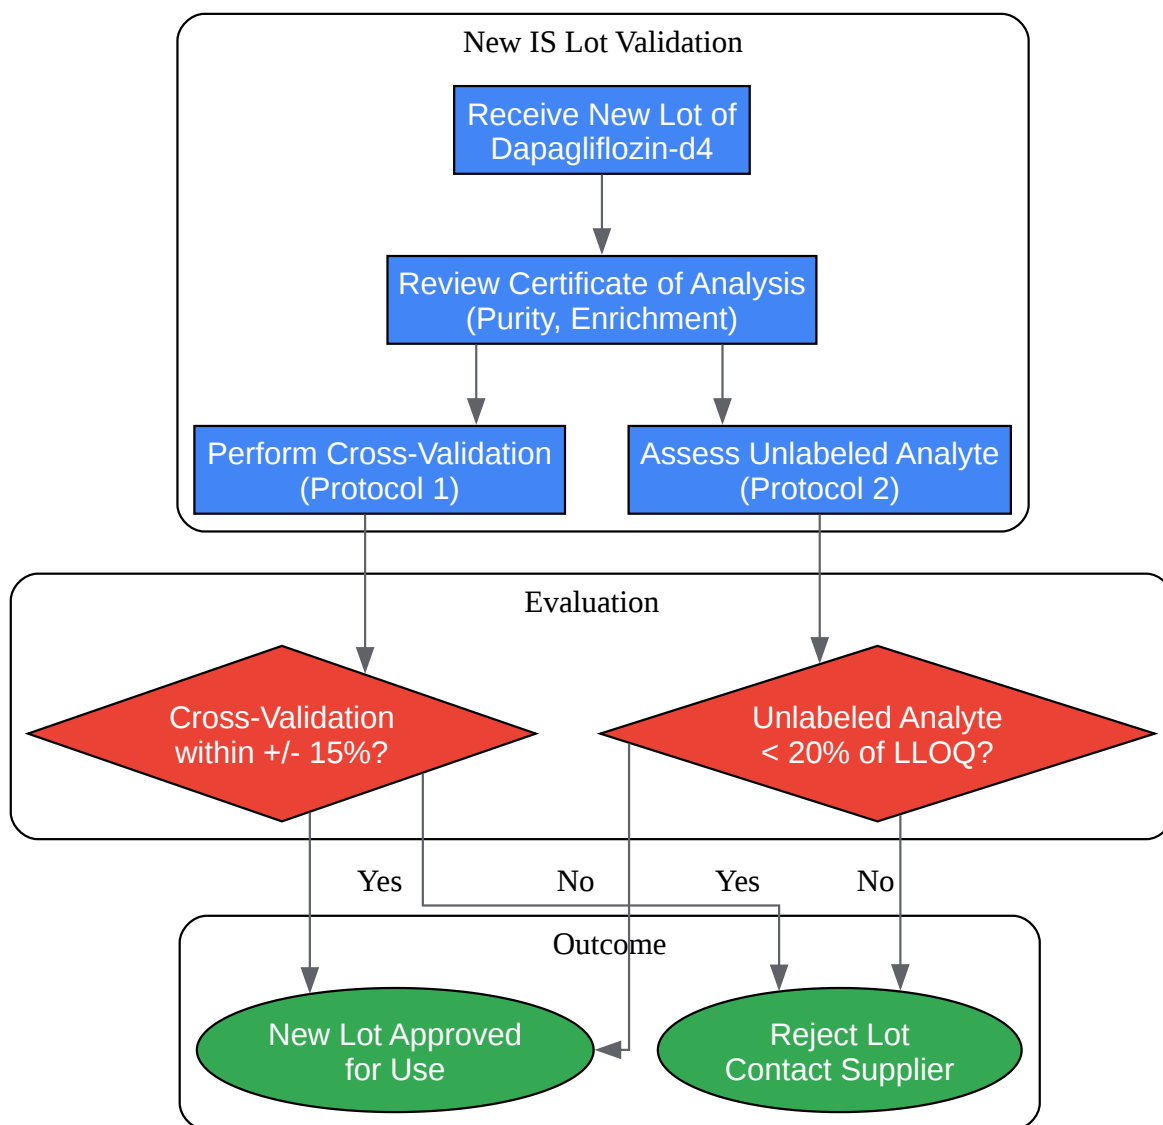 New IS Lot Validation
Receive New Lot of
Dapagliflozin-d4
Review Certificate of Analysis
(Purity, Enrichment)
Perform Cross-Validation
(Protocol 1)
Assess Unlabeled Analyte
(Protocol 2)
Evaluation
Cross-Validation
within +/- 15%?
Unlabeled Analyte
< 20% of LLOQ?
Yes
No
Yes
No
Outcome
New Lot Approved
for Use
Reject Lot
Contact Supplier